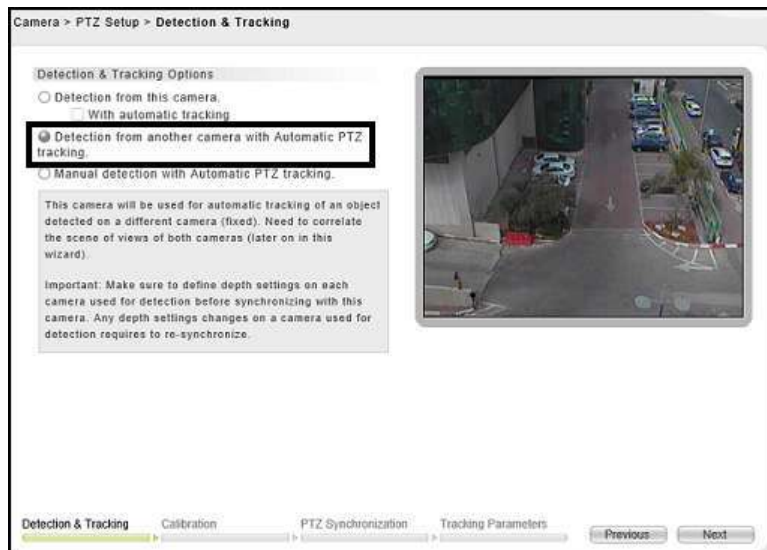 Camera > PTZ Setup > Detection & Tracking
Detection & Tracking Options
Detection from this camera.
With automatic tracking
Detection from another camera with Automatic PTZ
tracking.
Manual detection with Automatic PTZ tracking.
This camera will be used for automatic tracking of an object
detected on a different camera (fixed). Need to correlate
the scene of views of both cameras (later on in this
wizard).
Important: Make sure to define depth settings on each
camera used for detection before synchronizing with this
camera. Any depth settings changes on a camera used for
detection requires to re-synchronize.
Detection & Tracking
Calibration
PTZ Synchronization
Tracking Parameters
Previous
Next